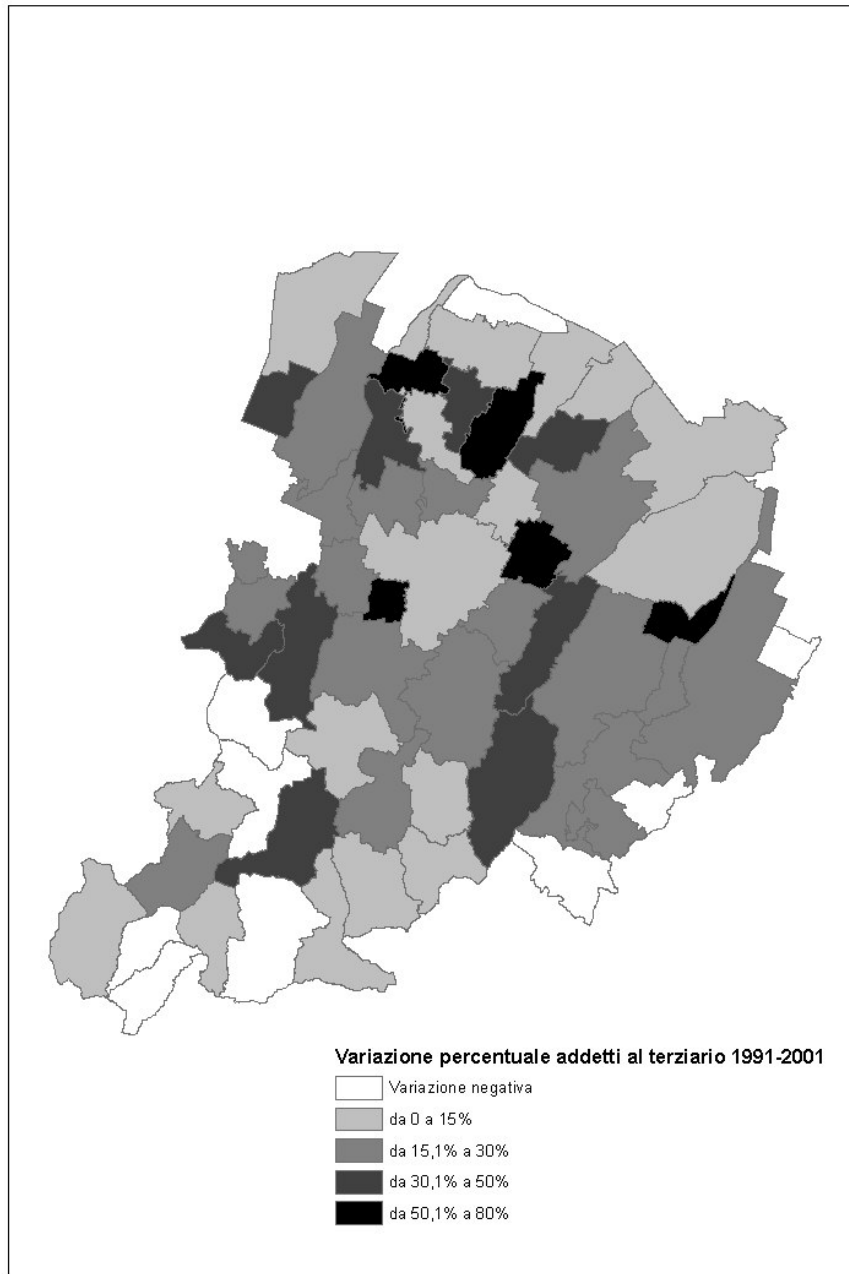 Variazione percentuale addetti al terziario 1991-2001
Variazione negativa
da 0 a 15%
da 15,1% a 30%
da 30,1% a 50%
da 50,1% a 80%